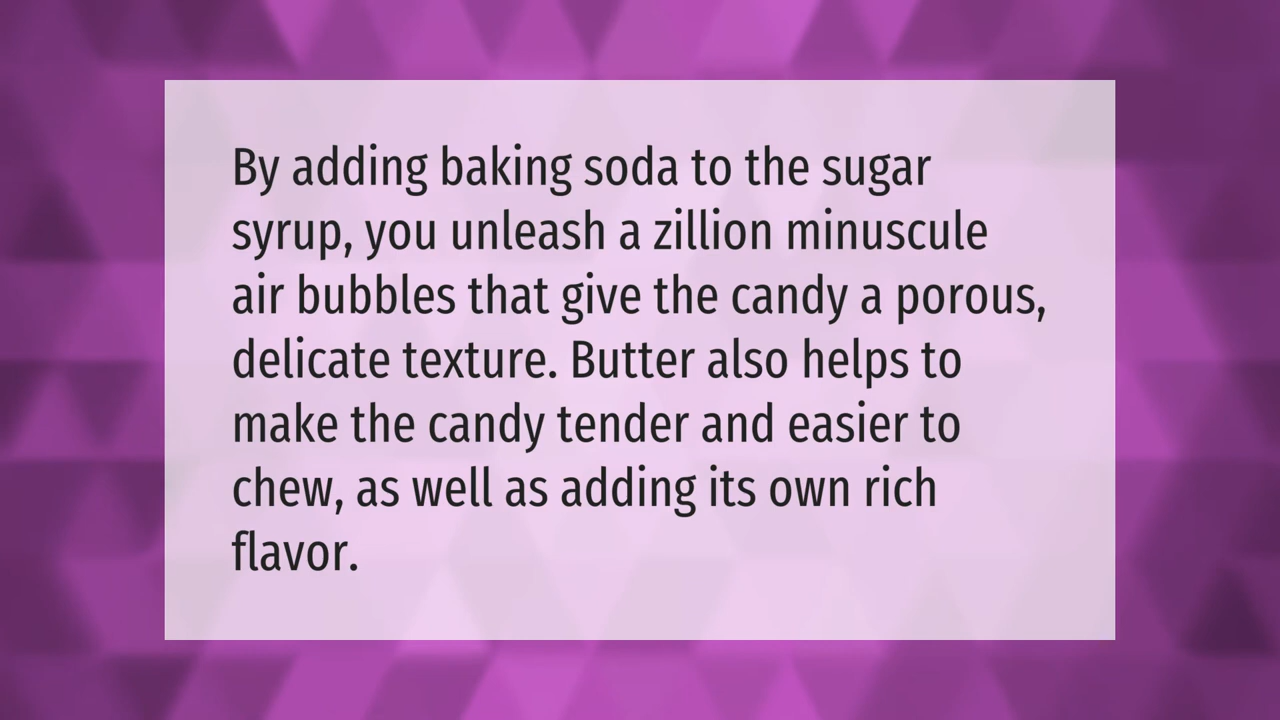 By adding baking soda to the sugar
syrup, you unleash a zillion minuscule
air bubbles that give the candy a porous,
delicate texture. Butter also helps to
make the candy tender and easier to
chew, as well as adding its own rich
flavor.